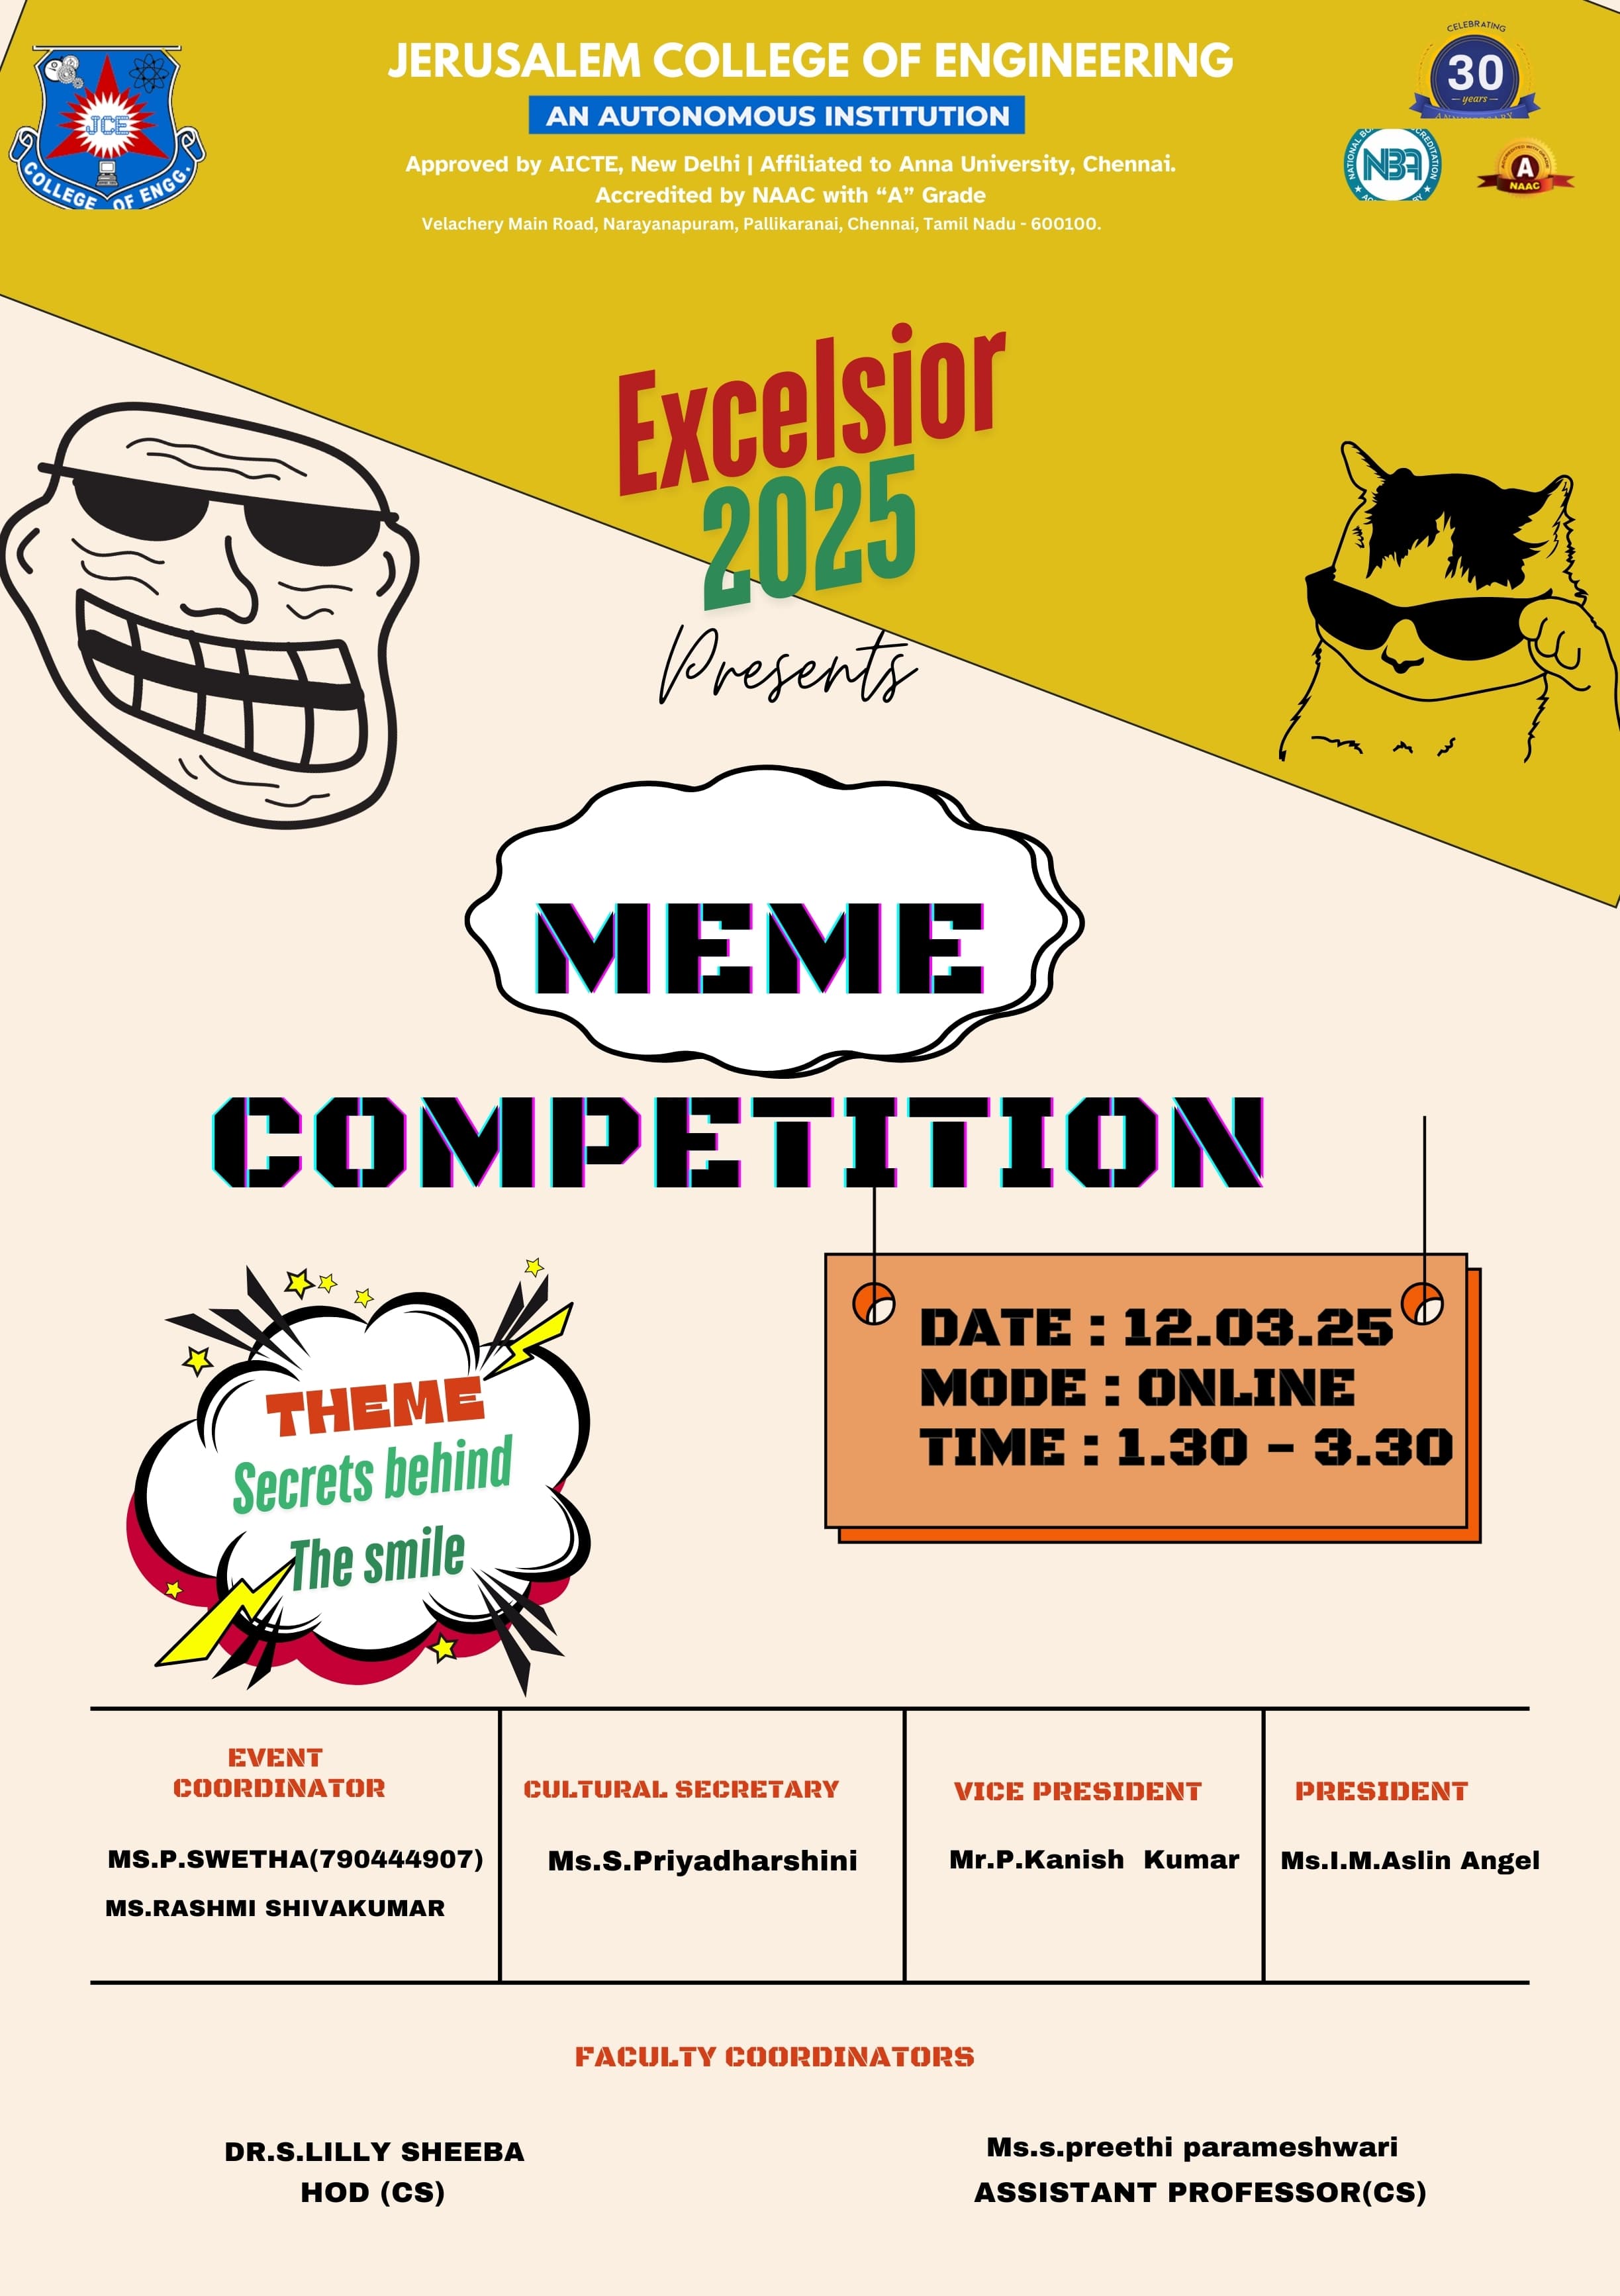 JERUSALEM COLLEGE OF ENGINEERING
AN AUTONOMOUS INSTITUTION
Approved by AICTE, New Delhi | Affiliated to Anna University, Chennai.
Accredited by NAAC with “A” Grade
Velachery Main Road, Narayanapuram, Pallikaranai, Chennai, Tamil Nadu - 600100.
JCE
COLLEGE OF ENGG.
CELEBRATING
30
years
ANNIVERSARY
NBA
ACCREDITED WITH GRADE
A
NAAC
Excelsior
2025
Presents
MEME
COMPETITION
THEME
Secrets behind
The smile
DATE : 12.03.25
MODE : ONLINE
TIME : 1.30 - 3.30
EVENT
COORDINATOR
MS.P.SWETHA(790444907)
MS.RASHMI SHIVAKUMAR
CULTURAL SECRETARY
Ms.S.Priyadharshini
VICE PRESIDENT
Mr.P.Kanish Kumar
PRESIDENT
Ms.I.M.Aslin Angel
FACULTY COORDINATORS
DR.S.LILLY SHEEBA
HOD (CS)
Ms.s.preethi parameshwari
ASSISTANT PROFESSOR(CS)